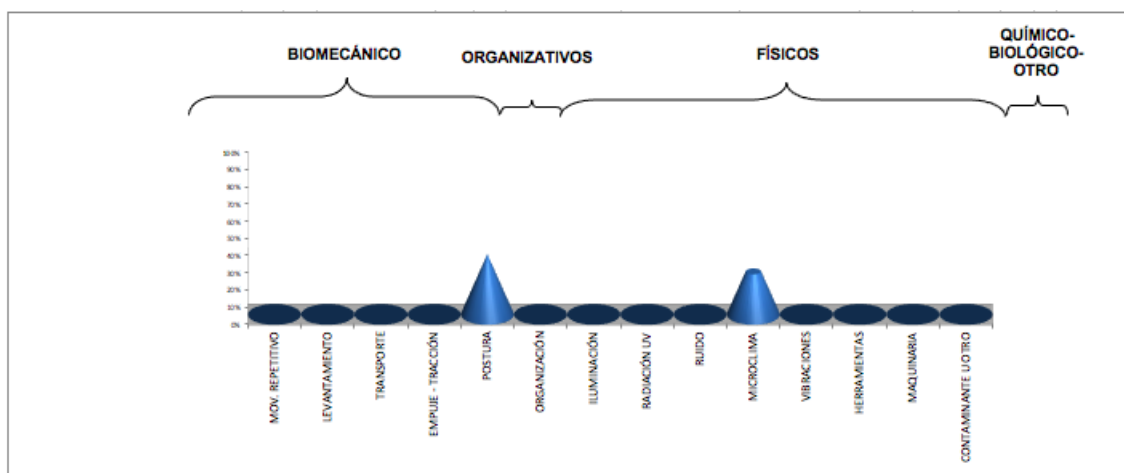 BIOMECÁNICO
ORGANIZATIVOS
FÍSICOS
QUÍMICO-
BIOLÓGICO-
OTRO
100%
90%
80%
70%
60%
50%
40%
30%
20%
10%
0%
MOV. REPETITIVO
LEVANTAMIENTO
TRANSPORTE
EMPUJE - TRACCIÓN
POSTURA
ORGANIZACIÓN
ILUMINACIÓN
RADIACIÓN UV
RUIDO
MICROCLIMA
VIBRACIONES
HERRAMIENTAS
MAQUINARIA
CONTAMINANTE U OTRO